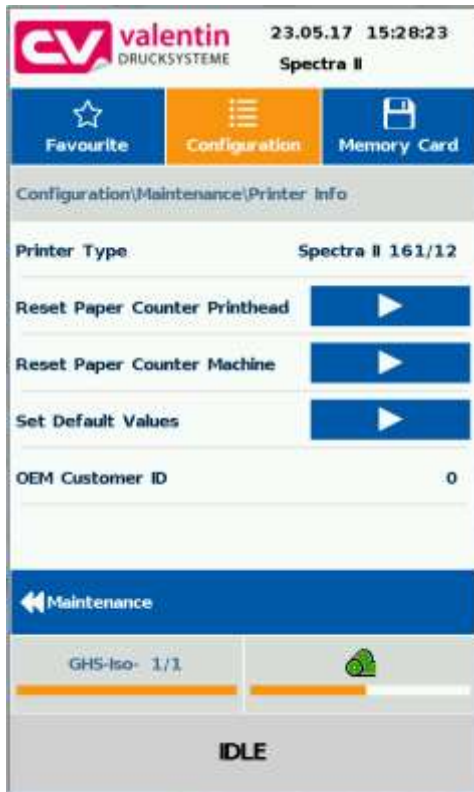 CV valentin
DRUCKSYSTEME
23.05.17 15:28:23
Spectra II
Favourite Configuration Memory Card
Configuration\Maintenance\Printer Info
Printer Type Spectra II 161/12
Reset Paper Counter Printhead
Reset Paper Counter Machine
Set Default Values
OEM Customer ID 0
Maintenance
GHS-Iso- 1/1
IDLE